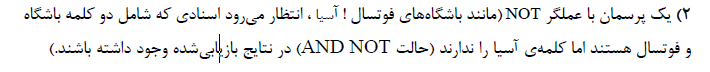 ۲) یک پرسمان با عملگر NOT (مانند باشگاه‌های فوتسال ! آسیا ، انتظار می‌رود اسنادی که شامل دو کلمه باشگاه
و فوتسال هستند اما کلمه‌ی آسیا را ندارند (حالت AND NOT) در نتایج بازیابی‌شده وجود داشته باشند.)